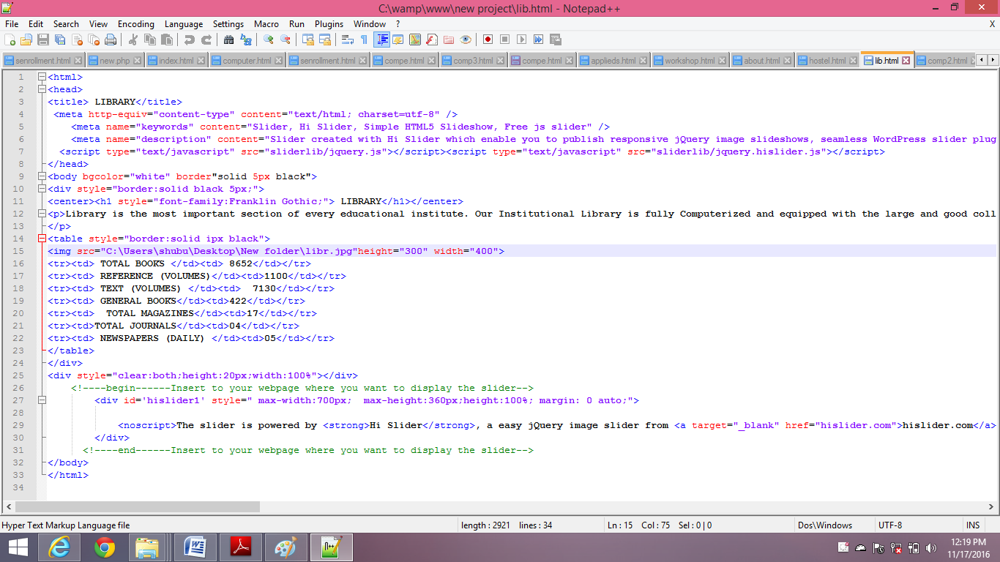 C:\wamp\www\new project\lib.html - Notepad++
File Edit Search View Encoding Language Settings Macro Run Plugins Window ? X
senrollment.html new.php index.html computer.html senrollment.html compe.html comp3.html compe.html applieds.html workshop.html about.html hostel.html lib.html comp2.html
1 <html>
2 <head>
3 <title> LIBRARY</title>
4 <meta http-equiv="content-type" content="text/html; charset=utf-8" />
5 <meta name="keywords" content="Slider, Hi Slider, Simple HTML5 Slideshow, Free js slider" />
6 <meta name="description" content="Slider created with Hi Slider which enable you to publish responsive jQuery image slideshows, seamless WordPress slider plug
7 <script type="text/javascript" src="sliderlib/jquery.js"></script><script type="text/javascript" src="sliderlib/jquery.hislider.js"></script>
8 </head>
9 <body bgcolor="white" border"solid 5px black">
10 <div style="border:solid black 5px;">
11 <center><h1 style="font-family:Franklin Gothic;"> LIBRARY</h1></center>
12 <p>Library is the most important section of every educational institute. Our Institutional Library is fully Computerized and equipped with the large and good coll
13 </p>
14 <table style="border:solid ipx black">
15 <img src="C:\Users\shubu\Desktop\New folder\libr.jpg"height="300" width="400">
16 <tr><td> TOTAL BOOKS </td><td> 8652</td></tr>
17 <tr><td> REFERENCE (VOLUMES)</td><td>1100</td></tr>
18 <tr><td> TEXT (VOLUMES) </td><td>  7130</td></tr>
19 <tr><td> GENERAL BOOKS</td><td>422</td></tr>
20 <tr><td>  TOTAL MAGAZINES</td><td>17</td></tr>
21 <tr><td>TOTAL JOURNALS</td><td>04</td></tr>
22 <tr><td> NEWSPAPERS (DAILY) </td><td>05</td></tr>
23 </table>
24 </div>
25 <div style="clear:both;height:20px;width:100%"></div>
26 <!----begin------Insert to your webpage where you want to display the slider-->
27 <div id='hislider1' style=" max-width:700px;  max-height:360px;height:100%; margin: 0 auto;">
28
29 <noscript>The slider is powered by <strong>Hi Slider</strong>, a easy jQuery image slider from <a target="_blank" href="hislider.com">hislider.com</a>
30 </div>
31 <!----end------Insert to your webpage where you want to display the slider-->
32 </body>
33 </html>
34
Hyper Text Markup Language file length : 2921 lines : 34 Ln : 15 Col : 75 Sel : 0 | 0 Dos\Windows UTF-8 INS
12:19 PM
11/17/2016